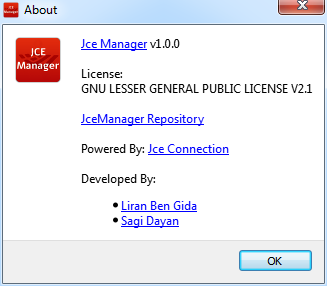 About
JCE
Manager
Jce Manager v1.0.0
License:
GNU LESSER GENERAL PUBLIC LICENSE V2.1
JceManager Repository
Powered By: Jce Connection
Developed By:
• Liran Ben Gida
• Sagi Dayan
OK